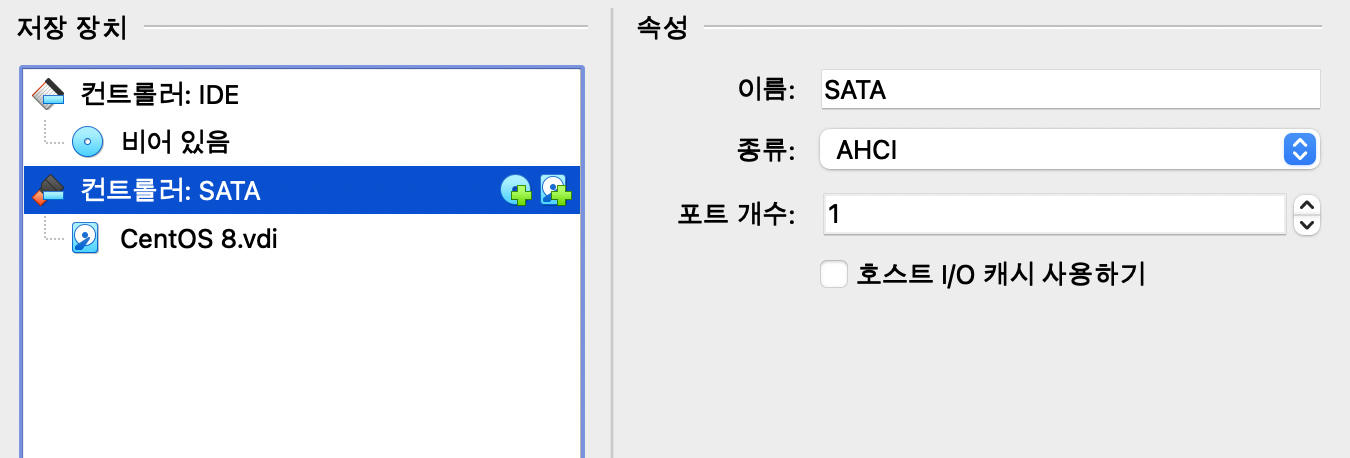 저장 장치
컨트롤러: IDE
비어 있음
컨트롤러: SATA
CentOS 8.vdi
속성
이름: SATA
종류: AHCI
포트 개수: 1
호스트 I/O 캐시 사용하기